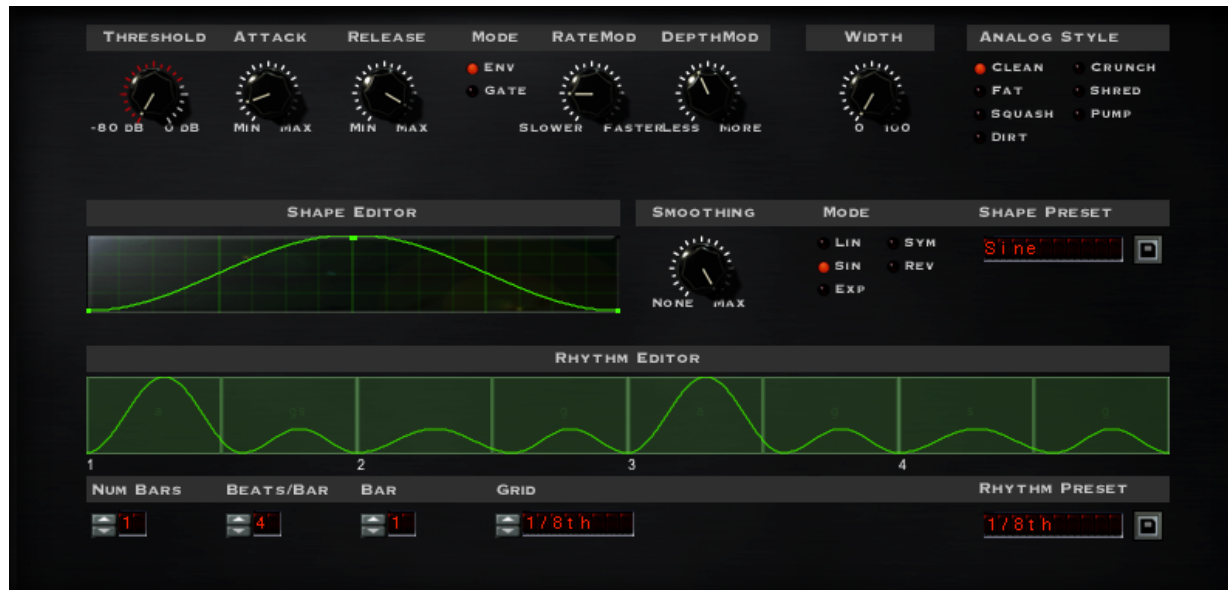 THRESHOLD ATTACK RELEASE MODE RATEMOD DEPTHMOD WIDTH ANALOG STYLE
ENV CLEAN CRUNCH
GATE FAT SHRED
-80 DB 0 DB MIN MAX MIN MAX SLOWER FASTER LESS MORE 0 100 SQUASH PUMP
DIRT
SHAPE EDITOR SMOOTHING MODE SHAPE PRESET
LIN SYM Sine
SIN REV
NONE MAX EXP
RHYTHM EDITOR
1 2 3 4
NUM BARS BEATS/BAR BAR GRID RHYTHM PRESET
1 4 1 1/8th 1/8th